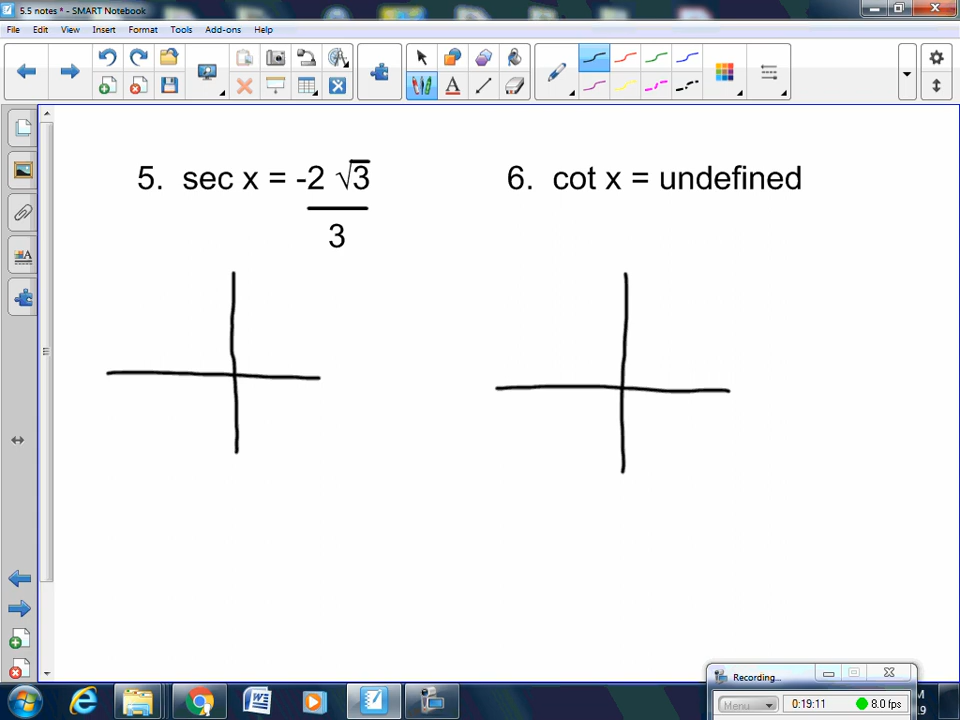 5.5 notes * - SMART Notebook
File Edit View Insert Format Tools Add-ons Help
5. sec x = -2 √3
3
6. cot x = undefined
Recording...
Menu 0:19:11 8.0 fps